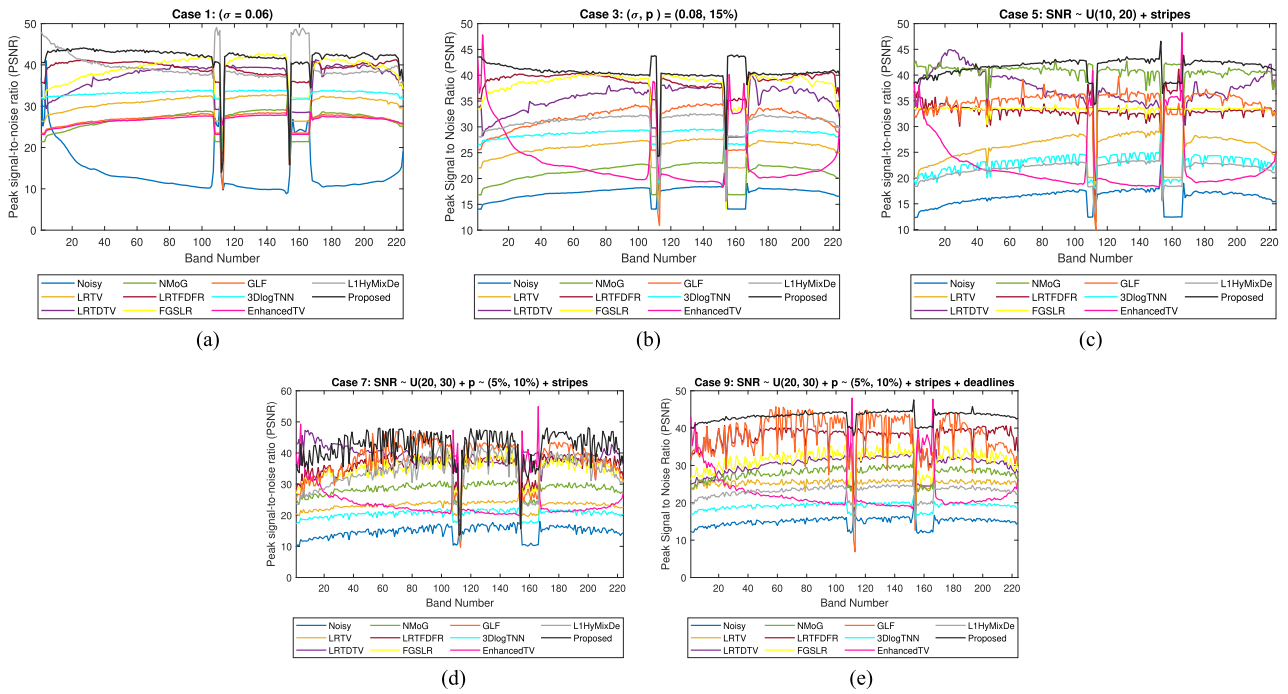 Case 1: (σ = 0.06)
Peak signal-to-noise ratio (PSNR)
50
40
30
20
10
0
20 40 60 80 100 120 140 160 180 200 220
Band Number
Noisy NMoG GLF L1HyMixDe
LRTV LRTFDFR 3DlogTNN Proposed
LRTDTV FGSLR EnhancedTV
(a)
Case 3: (σ, p ) = (0.08, 15%)
Peak Signal to Noise Ratio (PSNR)
50
45
40
35
30
25
20
15
10
20 40 60 80 100 120 140 160 180 200 220
Band Number
Noisy NMoG GLF L1HyMixDe
LRTV LRTFDFR 3DlogTNN Proposed
LRTDTV FGSLR EnhancedTV
(b)
Case 5: SNR ~ U(10, 20) + stripes
Peak signal-to-noise ratio (PSNR)
50
45
40
35
30
25
20
15
10
20 40 60 80 100 120 140 160 180 200 220
Band Number
Noisy NMoG GLF L1HyMixDe
LRTV LRTFDFR 3DlogTNN Proposed
LRTDTV FGSLR EnhancedTV
(c)
Case 7: SNR ~ U(20, 30) + p ~ (5%, 10%) + stripes
Peak signal-to-noise ratio (PSNR)
60
50
40
30
20
10
0
20 40 60 80 100 120 140 160 180 200 220
Band Number
Noisy NMoG GLF L1HyMixDe
LRTV LRTFDFR 3DlogTNN Proposed
LRTDTV FGSLR EnhancedTV
(d)
Case 9: SNR ~ U(20, 30) + p ~ (5%, 10%) + stripes + deadlines
Peak Signal to Noise Ratio (PSNR)
50
40
30
20
10
0
20 40 60 80 100 120 140 160 180 200 220
Band Number
Noisy NMoG GLF L1HyMixDe
LRTV LRTFDFR 3DlogTNN Proposed
LRTDTV FGSLR EnhancedTV
(e)